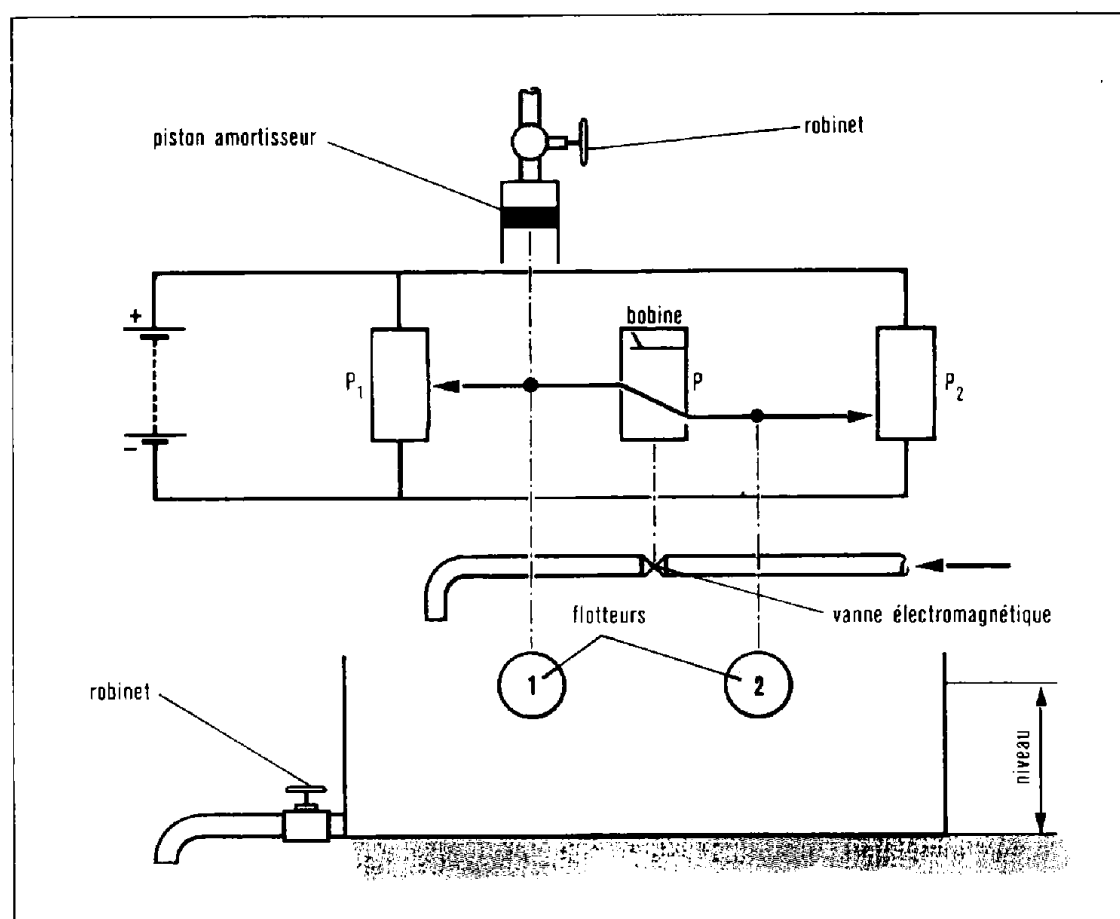 robinet
piston amortisseur
+
bobine
P1
P
P2
−
vanne électromagnétique
flotteurs
1
2
robinet
niveau